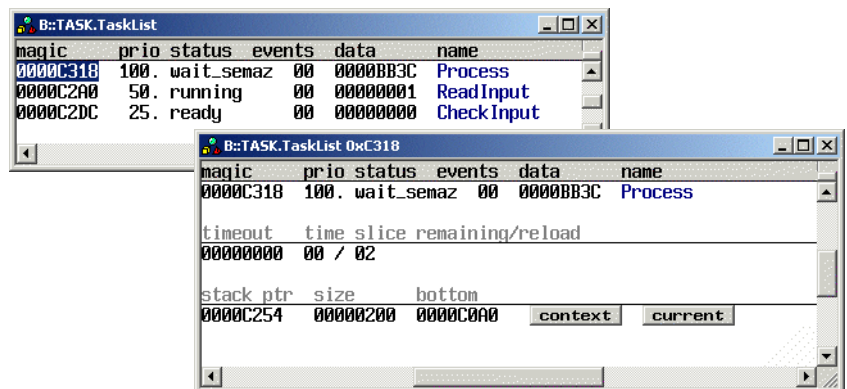 B::TASK.TaskList
magic prio status events data name
0000C318 100. wait_semaz 00 0000BB3C Process
0000C2A0 50. running 00 00000001 ReadInput
0000C2DC 25. ready 00 00000000 CheckInput
B::TASK.TaskList 0xC318
magic prio status events data name
0000C318 100. wait_semaz 00 0000BB3C Process
timeout time slice remaining/reload
00000000 00 / 02
stack ptr size bottom
0000C254 00000200 0000C0A0 context current